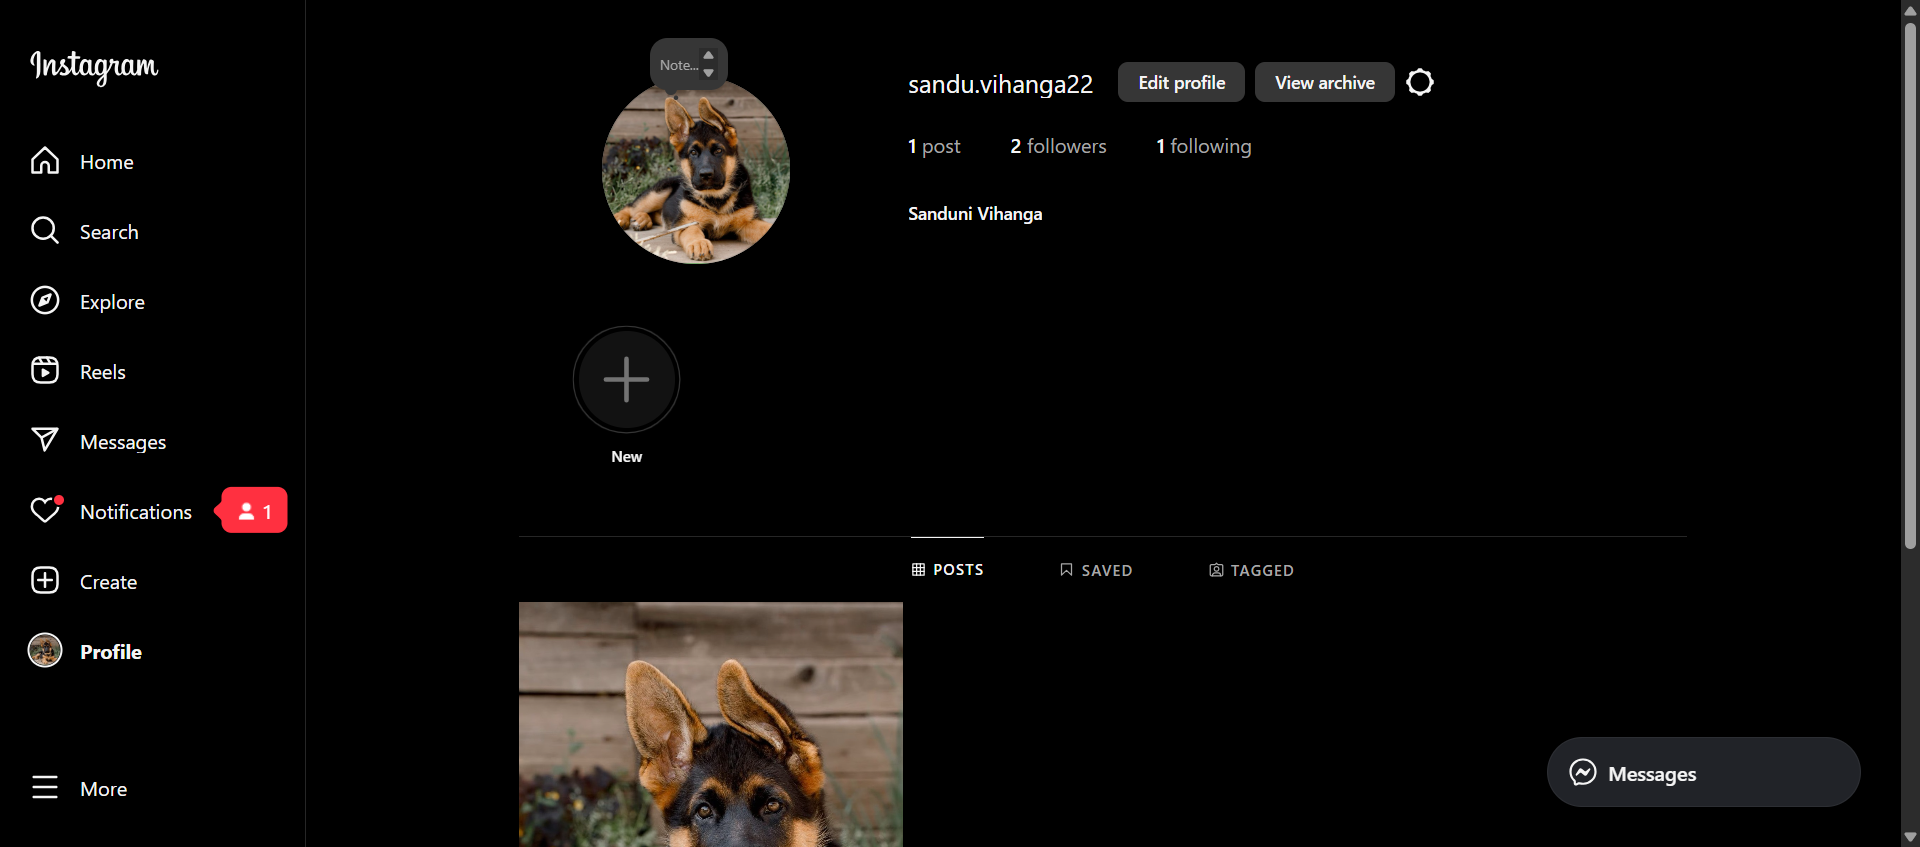 Instagram
Home
Search
Explore
Reels
Messages
Notifications
1
Create
Profile
More
Note...
sandu.vihanga22
Edit profile
View archive
1 post
2 followers
1 following
Sanduni Vihanga
New
POSTS
SAVED
TAGGED
Messages